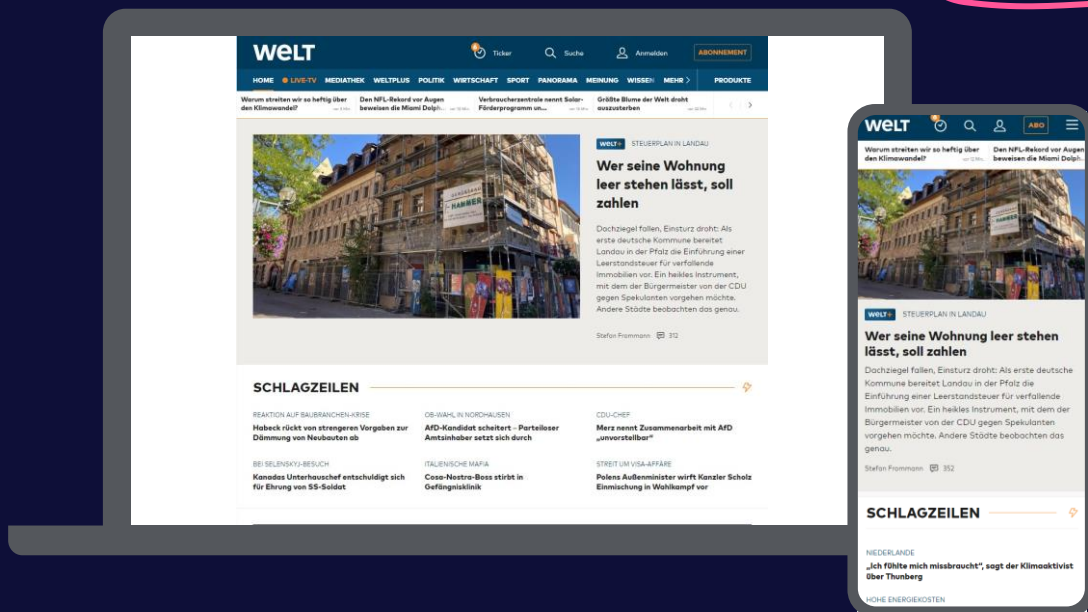 WELT
6
Ticker
Suche
Anmelden
ABONNEMENT
HOME LIVE-TV MEDIATHEK WELTPLUS POLITIK WIRTSCHAFT SPORT PANORAMA MEINUNG WISSEN MEHR PRODUKTE
Warum streiten wir so heftig über
den Klimawandel?
Den NFL-Rekord vor Augen
beweisen die Miami Dolph...
Verbraucherzentrale nennt Solar-
Förderprogramm un...
Größte Blume der Welt droht
auszusterben
HAMMER
WELT+ STEUERPLAN IN LANDAU
Wer seine Wohnung
leer stehen lässt, soll
zahlen
Dachziegel fallen, Einsturz droht: Als
erste deutsche Kommune bereitet
Landau in der Pfalz die Einführung einer
Leerstandsteuer für verfallende
Immobilien vor. Ein heikles Instrument,
mit dem der Bürgermeister von der CDU
gegen Spekulanten vorgehen möchte.
Andere Städte beobachten das genau.
Stefan Frommann 312
SCHLAGZEILEN
REAKTION AUF BAUBRANCHEN-KRISE
Habeck rückt von strengeren Vorgaben zur
Dämmung von Neubauten ab
OB-WAHL IN NORDHAUSEN
AfD-Kandidat scheitert – Parteiloser
Amtsinhaber setzt sich durch
CDU-CHEF
Merz nennt Zusammenarbeit mit AfD
„unvorstellbar“
BEI SELENSKYJ-BESUCH
Kanadas Unterhauschef entschuldigt sich
für Ehrung von SS-Soldat
ITALIENISCHE MAFIA
Cosa-Nostra-Boss stirbt in
Gefängnisklinik
STREIT UM VISA-AFFÄRE
Polens Außenminister wirft Kanzler Scholz
Einmischung in Wahlkampf vor
WELT
6
ABO
Warum streiten wir so heftig über
den Klimawandel?
Den NFL-Rekord vor Augen
beweisen die Miami Dolph...
HAMMER
WELT+ STEUERPLAN IN LANDAU
Wer seine Wohnung leer stehen
lässt, soll zahlen
Dachziegel fallen, Einsturz droht: Als erste deutsche
Kommune bereitet Landau in der Pfalz die
Einführung einer Leerstandsteuer für verfallende
Immobilien vor. Ein heikles Instrument, mit dem der
Bürgermeister von der CDU gegen Spekulanten
vorgehen möchte. Andere Städte beobachten das
genau.
Stefan Frommann 352
SCHLAGZEILEN
NIEDERLANDE
„Ich fühlte mich missbraucht“, sagt der Klimaaktivist
über Thunberg
HOHE ENERGIEKOSTEN